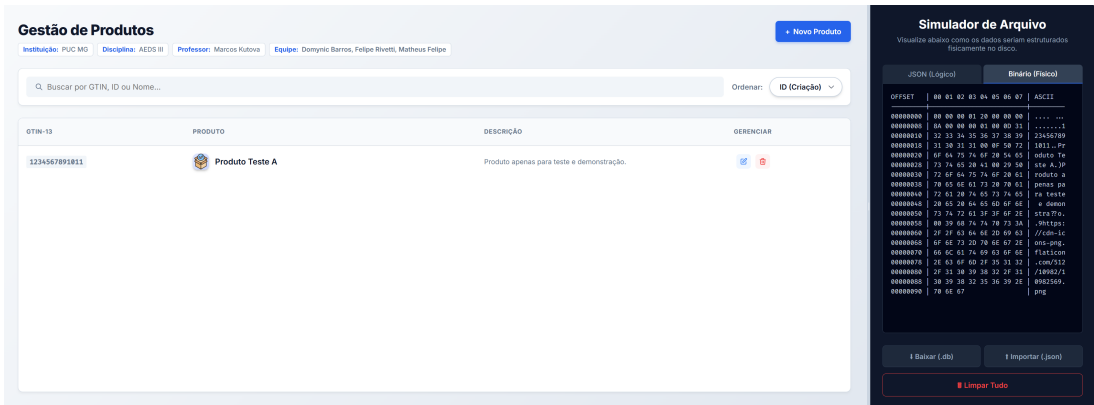 Gestão de Produtos
Instituição: PUC MG Disciplina: AEDS III Professor: Marcos Kutova Equipe: Domynic Barros, Felipe Rivetti, Matheus Felipe
+ Novo Produto
Buscar por GTIN, ID ou Nome...
Ordenar: ID (Criação)
GTIN-13 PRODUTO DESCRIÇÃO GERENCIAR
1234567891011 Produto Teste A Produto apenas para teste e demonstração.
Simulador de Arquivo
Visualize abaixo como os dados seriam estruturados
fisicamente no disco.
JSON (Lógico) Binário (Físico)
OFFSET | 00 01 02 03 04 05 06 07 | ASCII
00000000 | 00 00 00 01 20 00 00 00 | .... ...
00000008 | 8A 00 00 00 01 00 0D 31 | .......1
00000010 | 32 33 34 35 36 37 38 39 | 23456789
00000018 | 31 30 31 31 00 0F 50 72 | 1011..Pr
00000020 | 6F 64 75 74 6F 20 54 65 | oduto Te
00000028 | 73 74 65 20 41 00 29 50 | ste A.)P
00000030 | 72 6F 64 75 74 6F 20 61 | roduto a
00000038 | 70 65 6E 61 73 20 70 61 | penas pa
00000040 | 72 61 20 74 65 73 74 65 | ra teste
00000048 | 20 65 20 64 65 6D 6F 6E | e demon
00000050 | 73 74 72 61 3F 3F 6F 2E | stra??o.
00000058 | 00 39 68 74 74 70 73 3A | .9https:
00000060 | 2F 2F 63 64 6E 2D 69 63 | //cdn-ic
00000068 | 6F 6E 73 2D 70 6E 67 2E | ons-png.
00000070 | 66 6C 61 74 69 63 6F 6E | flaticon
00000078 | 2E 63 6F 6D 2F 35 31 32 | .com/512
00000080 | 2F 31 30 39 38 32 2F 31 | /10982/1
00000088 | 30 39 38 32 35 36 39 2E | 0982569.
00000090 | 70 6E 67 | png
⬇ Baixar (.db) ⬆ Importar (.json)
Limpar Tudo